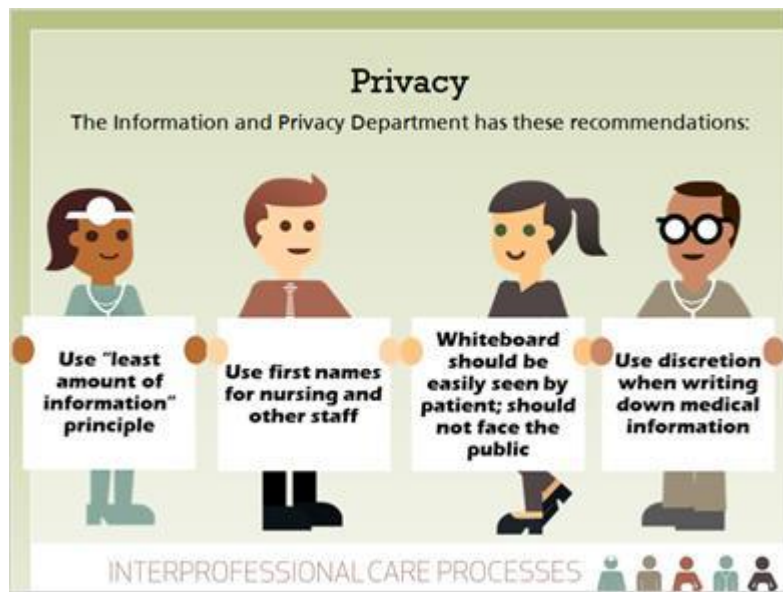 Privacy
The Information and Privacy Department has these recommendations:
Use "least
amount of
information"
principle
Use first names
for nursing and
other staff
Whiteboard
should be
easily seen by
patient; should
not face the
public
Use discretion
when writing
down medical
information
INTERPROFESSIONAL CARE PROCESSES